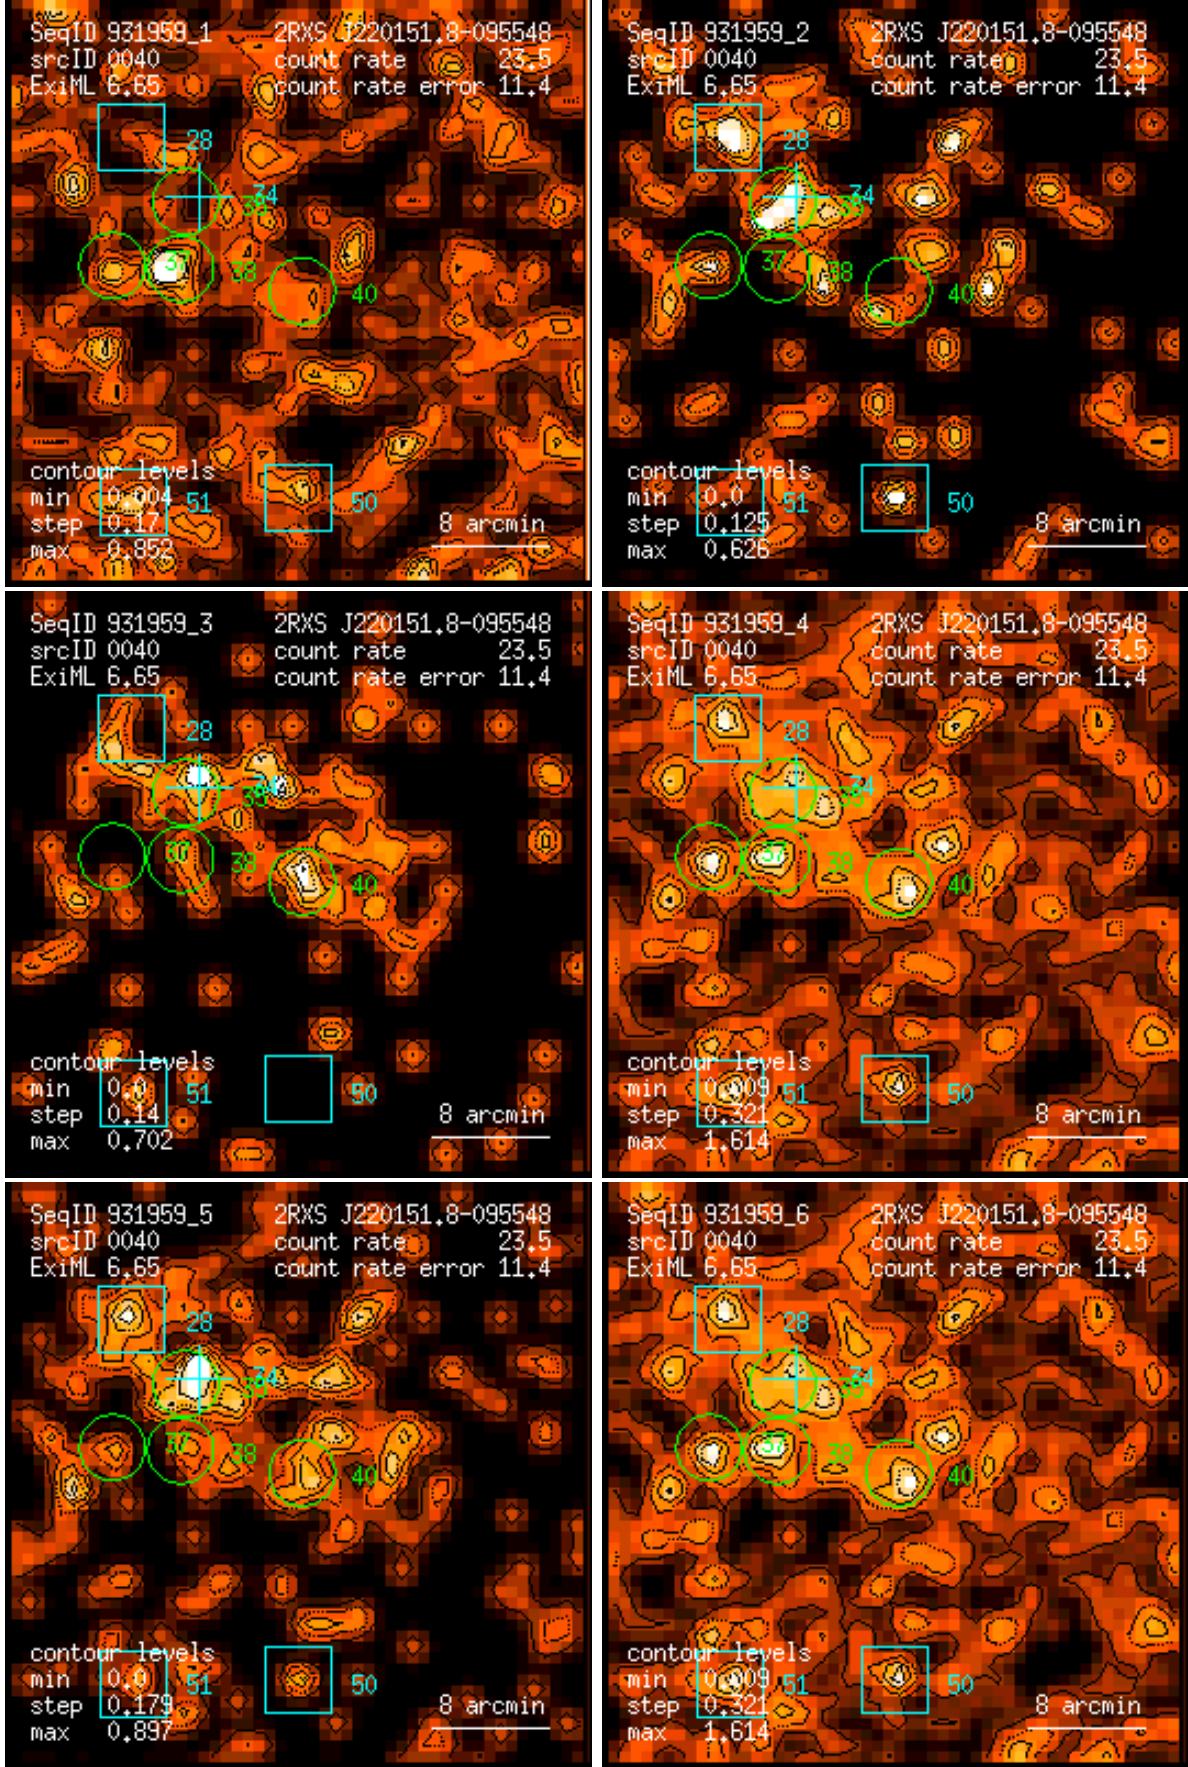 SeqID 931959_1 2RXS J220151.8-095548
srcID 0040 count rate 23.5
ExiML 6.65 count rate error 11.4
28
34
35
37
38
40
contour levels
min 0.004 51 50
step 0.17 8 arcmin
max 0.852
SeqID 931959_2 2RXS J220151.8-095548
srcID 0040 count rate 23.5
ExiML 6.65 count rate error 11.4
28
34
35
37
38
40
contour levels
min 0.0 51 50
step 0.125 8 arcmin
max 0.626
SeqID 931959_3 2RXS J220151.8-095548
srcID 0040 count rate 23.5
ExiML 6.65 count rate error 11.4
28
34
35
37
38
40
contour levels
min 0.0 51 50
step 0.14 8 arcmin
max 0.702
SeqID 931959_4 2RXS J220151.8-095548
srcID 0040 count rate 23.5
ExiML 6.65 count rate error 11.4
28
34
35
37
38
40
contour levels
min 0.009 51 50
step 0.321 8 arcmin
max 1.614
SeqID 931959_5 2RXS J220151.8-095548
srcID 0040 count rate 23.5
ExiML 6.65 count rate error 11.4
28
34
35
37
38
40
contour levels
min 0.0 51 50
step 0.179 8 arcmin
max 0.897
SeqID 931959_6 2RXS J220151.8-095548
srcID 0040 count rate 23.5
ExiML 6.65 count rate error 11.4
28
34
35
37
38
40
contour levels
min 0.009 51 50
step 0.321 8 arcmin
max 1.614